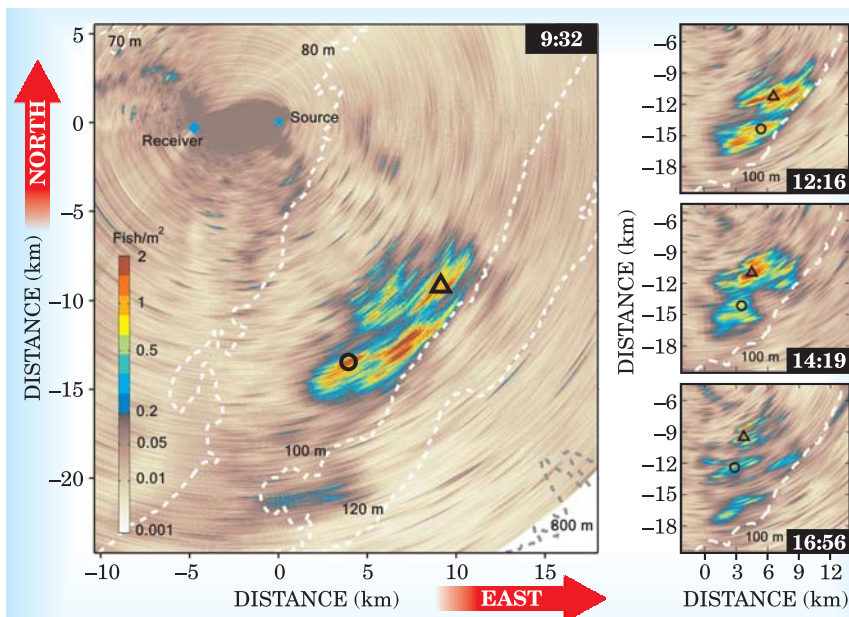 70 m
80 m
9:32
5
0
−5
−10
−15
−20
Receiver
Source
NORTH
DISTANCE (km)
Fish/m²
2
1
0.5
0.2
0.05
0.01
0.001
100 m
120 m
800 m
−10
−5
0
5
10
15
DISTANCE (km)
EAST
−6
−9
−12
−15
−18
100 m
12:16
DISTANCE (km)
−6
−9
−12
−15
−18
100 m
14:19
−6
−9
−12
−15
−18
100 m
16:56
0
3
6
9
12
DISTANCE (km)